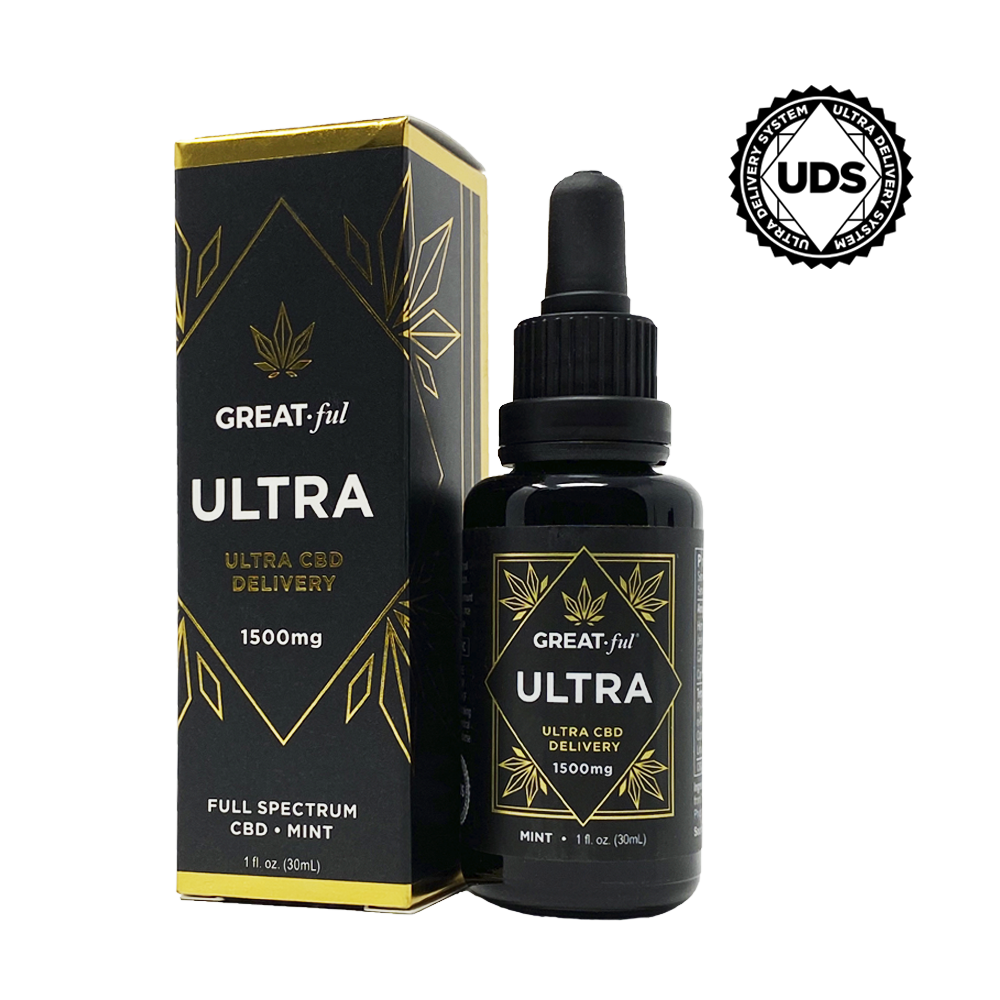 GREAT·ful
ULTRA
ULTRA CBD
DELIVERY
1500mg
FULL SPECTRUM
CBD • MINT
1 fl. oz. (30mL)
GREAT·ful®
ULTRA
ULTRA CBD
DELIVERY
1500mg
MINT • 1 fl. oz. (30mL)
ULTRA DELIVERY SYSTEM
UDS
ULTRA DELIVERY SYSTEM